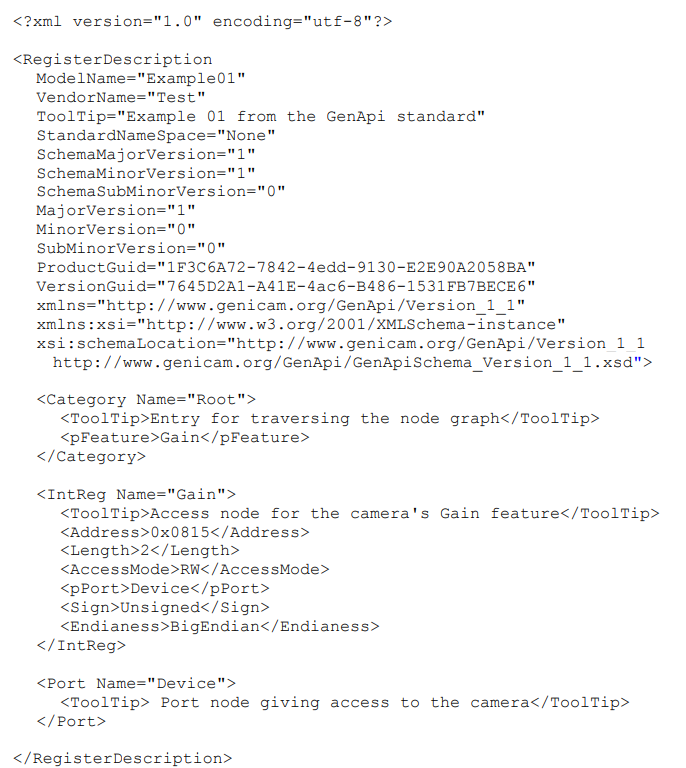 <?xml version="1.0" encoding="utf-8"?>
<RegisterDescription
ModelName="Example01"
VendorName="Test"
ToolTip="Example 01 from the GenApi standard"
StandardNameSpace="None"
SchemaMajorVersion="1"
SchemaMinorVersion="1"
SchemaSubMinorVersion="0"
MajorVersion="1"
MinorVersion="0"
SubMinorVersion="0"
ProductGuid="1F3C6A72-7842-4edd-9130-E2E90A2058BA"
VersionGuid="7645D2A1-A41E-4ac6-B486-1531FB7BECE6"
xmlns="http://www.genicam.org/GenApi/Version_1_1"
xmlns:xsi="http://www.w3.org/2001/XMLSchema-instance"
xsi:schemaLocation="http://www.genicam.org/GenApi/Version_1_1
http://www.genicam.org/GenApi/GenApiSchema_Version_1_1.xsd">
<Category Name="Root">
<ToolTip>Entry for traversing the node graph</ToolTip>
<pFeature>Gain</pFeature>
</Category>
<IntReg Name="Gain">
<ToolTip>Access node for the camera's Gain feature</ToolTip>
<Address>0x0815</Address>
<Length>2</Length>
<AccessMode>RW</AccessMode>
<pPort>Device</pPort>
<Sign>Unsigned</Sign>
<Endianess>BigEndian</Endianess>
</IntReg>
<Port Name="Device">
<ToolTip> Port node giving access to the camera</ToolTip>
</Port>
</RegisterDescription>